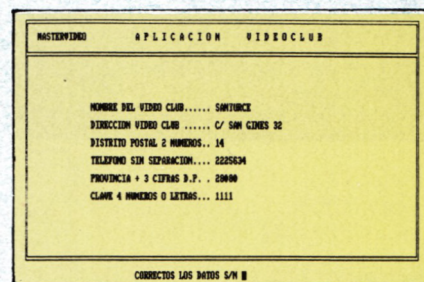 MASTERVIDEO APLICACION VIDEOCLUB
NOMBRE DEL VIDEO CLUB...... SANTURCE
DIRECCION VIDEO CLUB ...... C/ SAN GINES 32
DISTRITO POSTAL 2 NUMEROS.. 14
TELEFONO SIN SEPARACION.... 2225634
PROVINCIA + 3 CIFRAS D.P. . 28000
CLAVE 4 NUMEROS O LETRAS... 1111
CORRECTOS LOS DATOS S/N